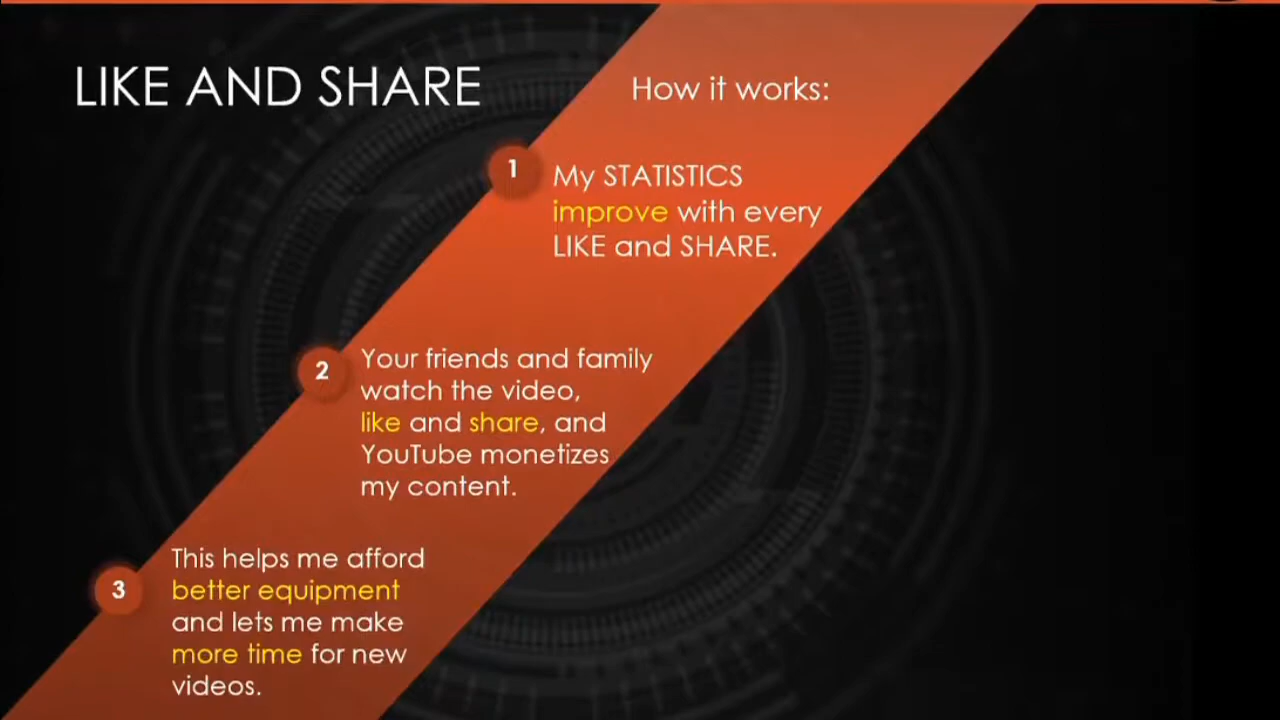 LIKE AND SHARE
How it works:
1
My STATISTICS
improve with every
LIKE and SHARE.
2
Your friends and family
watch the video,
like and share, and
YouTube monetizes
my content.
3
This helps me afford
better equipment
and lets me make
more time for new
videos.